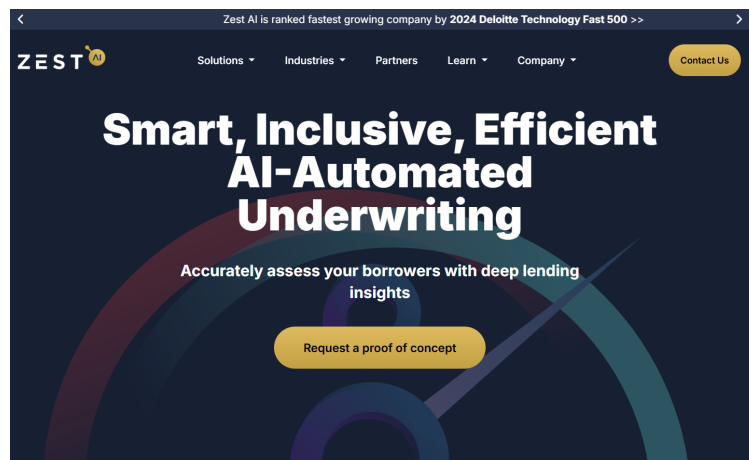 Zest AI is ranked fastest growing company by 2024 Deloitte Technology Fast 500 >>
ZEST AI
Solutions
Industries
Partners
Learn
Company
Contact Us
Smart, Inclusive, Efficient
AI-Automated
Underwriting
Accurately assess your borrowers with deep lending
insights
Request a proof of concept